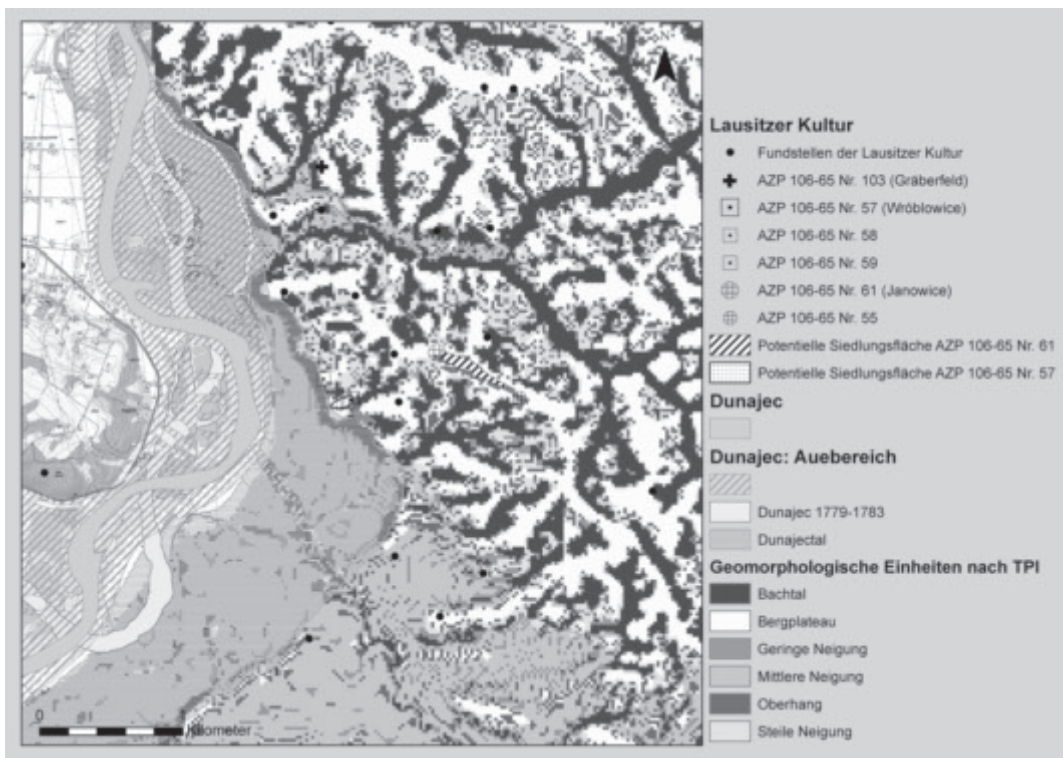 Lausitzer Kultur
Fundstellen der Lausitzer Kultur
AZP 106-65 Nr. 103 (Gräberfeld)
AZP 106-65 Nr. 57 (Wróblowice)
AZP 106-65 Nr. 58
AZP 106-65 Nr. 59
AZP 106-65 Nr. 61 (Janowice)
AZP 106-65 Nr. 55
Potentielle Siedlungsfläche AZP 106-65 Nr. 61
Potentielle Siedlungsfläche AZP 106-65 Nr. 57
Dunajec
Dunajec: Auebereich
Dunajec 1779-1783
Dunajectal
Geomorphologische Einheiten nach TPI
Bachtal
Bergplateau
Geringe Neigung
Mittlere Neigung
Oberhang
Steile Neigung
0 1
Kilometer